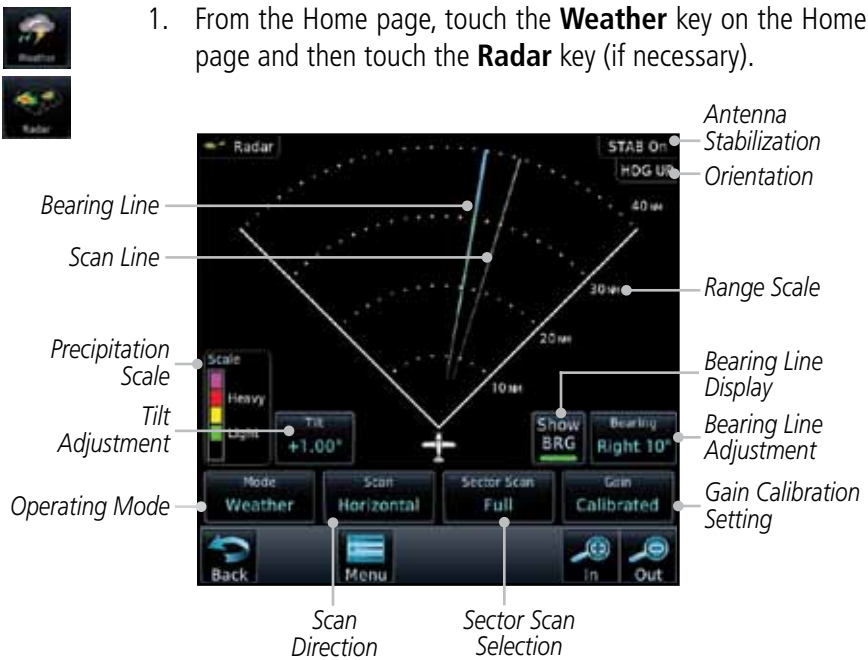 1. From the Home page, touch the Weather key on the Home
page and then touch the Radar key (if necessary).
Weather
Radar
Antenna
Stabilization
Orientation
Radar
STAB On
HDG UP
40 NM
Bearing Line
Scan Line
30 NM
Range Scale
20 NM
10 NM
Precipitation
Scale
Scale
Heavy
Light
Tilt
Adjustment
Tilt
+1.00°
Show
BRG
Bearing
Right 10°
Bearing Line
Display
Bearing Line
Adjustment
Operating Mode
Mode
Weather
Scan
Horizontal
Sector Scan
Full
Gain
Calibrated
Gain Calibration
Setting
Back
Menu
In
Out
Scan
Direction
Sector Scan
Selection